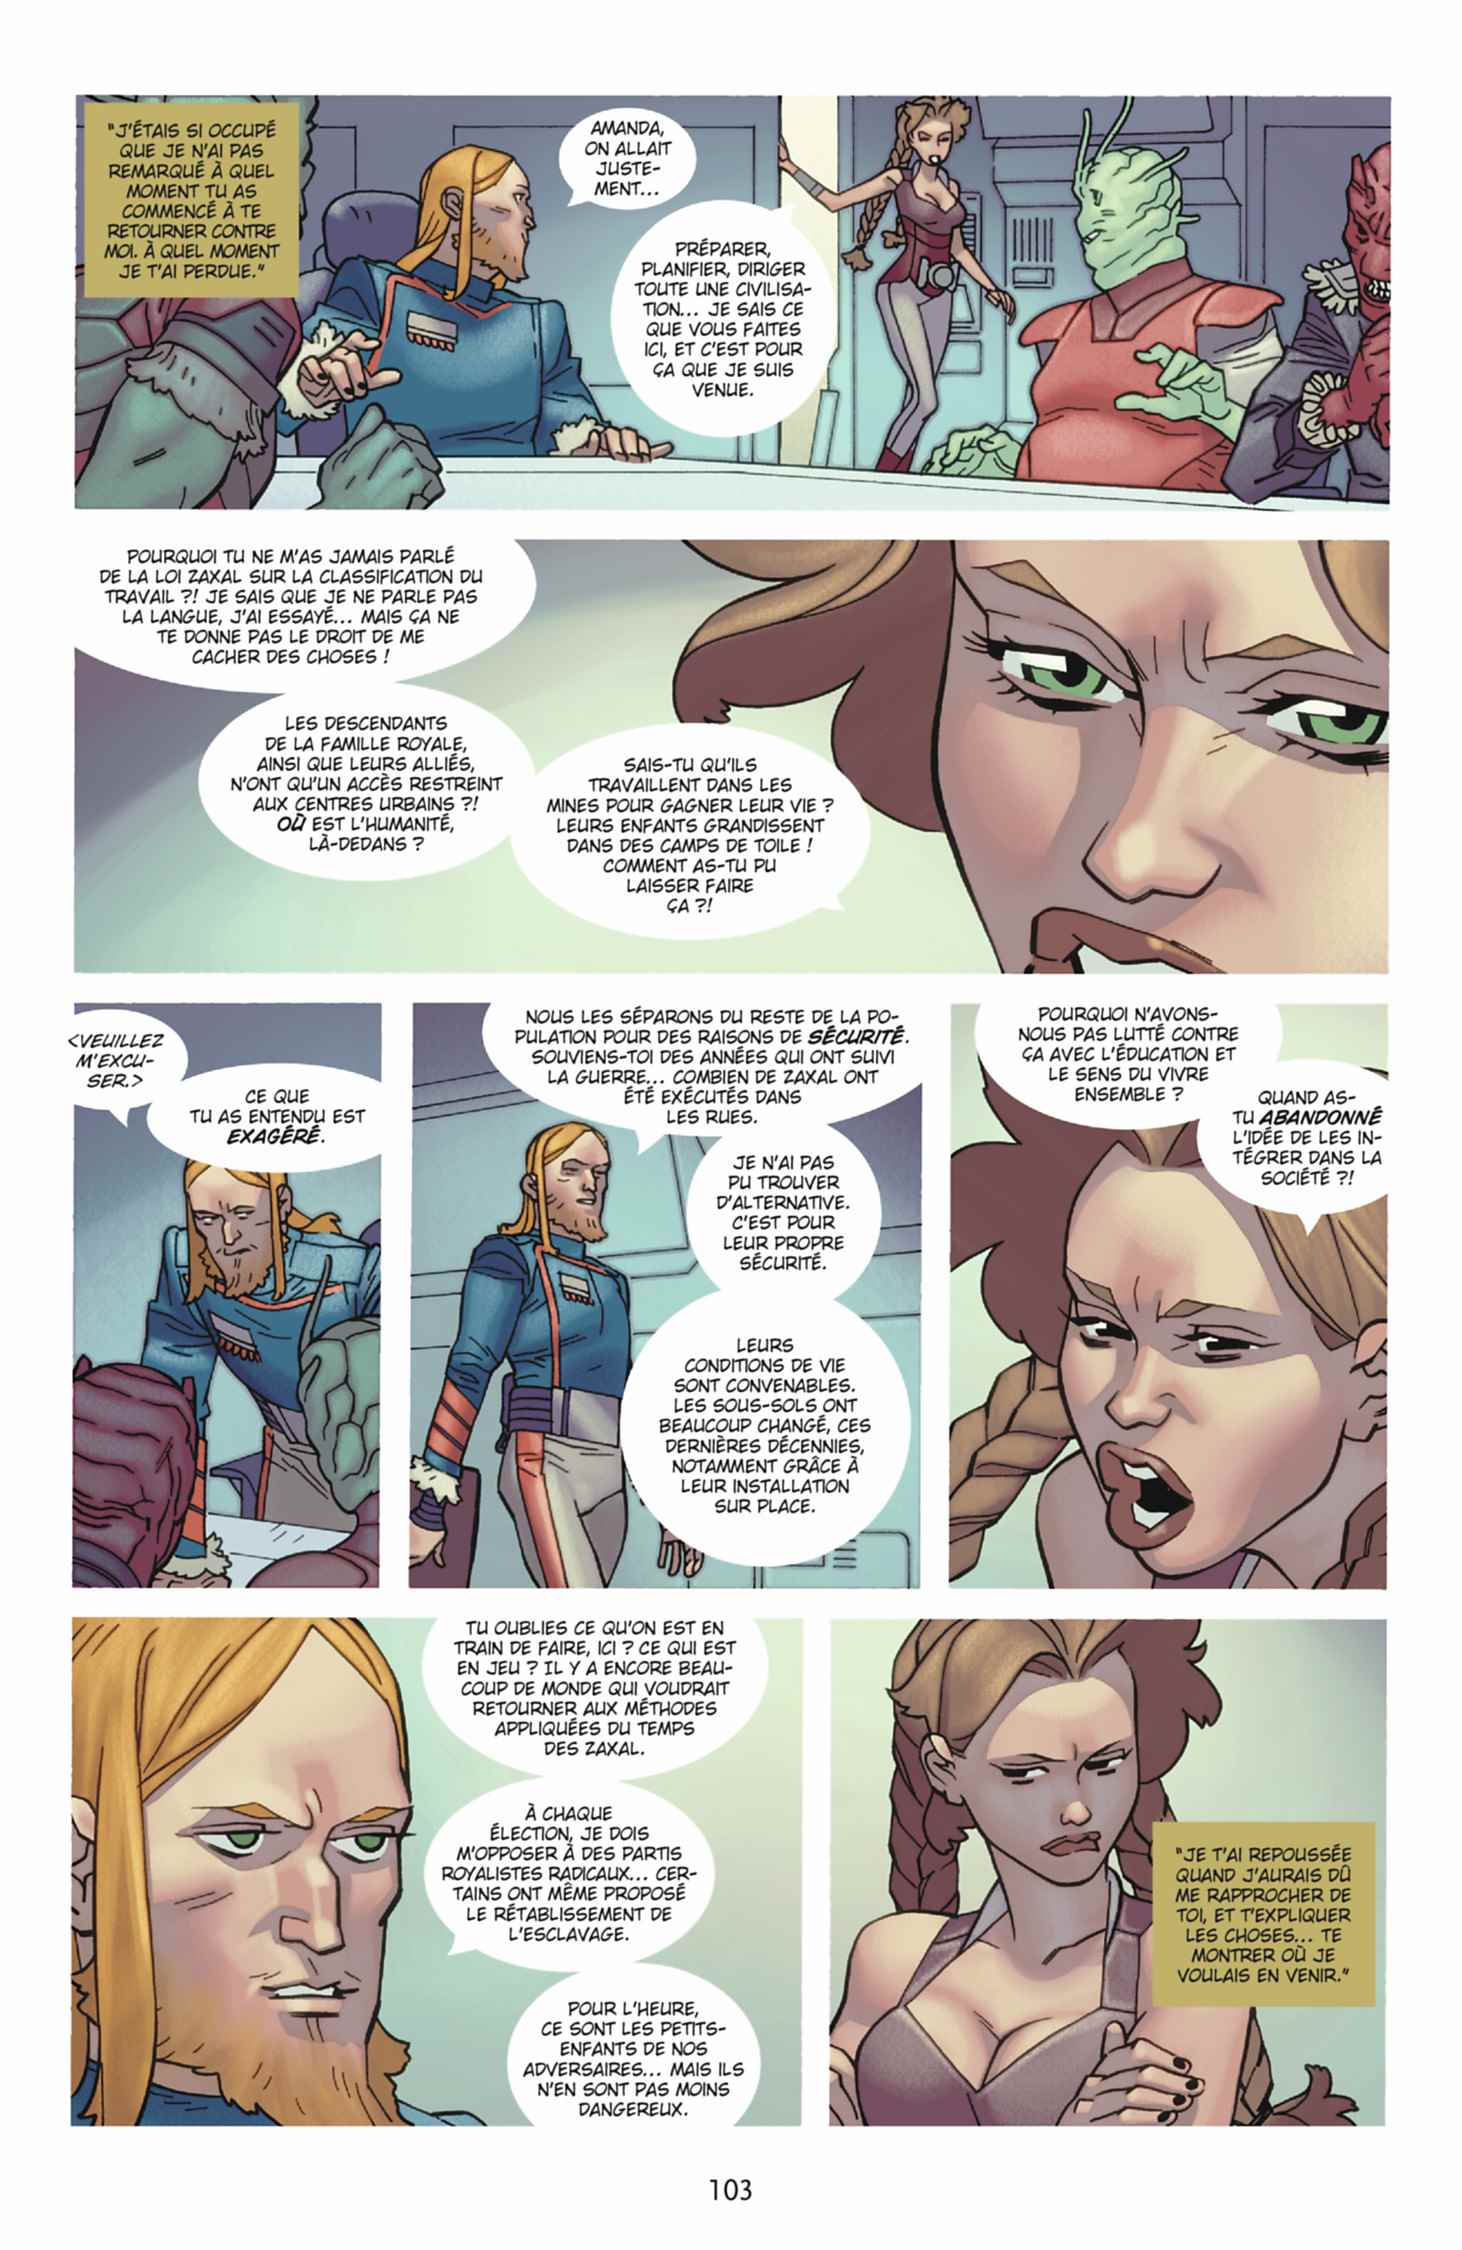 "J'ÉTAIS SI OCCUPÉ
QUE JE N'AI PAS
REMARQUÉ À QUEL
MOMENT TU AS
COMMENCÉ À TE
RETOURNER CONTRE
MOI. À QUEL MOMENT
JE T'AI PERDUE."
AMANDA,
ON ALLAIT
JUSTE-
MENT...
PRÉPARER,
PLANIFIER, DIRIGER
TOUTE UNE CIVILISA-
TION... JE SAIS CE
QUE VOUS FAITES
ICI, ET C'EST POUR
ÇA QUE JE SUIS
VENUE.
POURQUOI TU NE M'AS JAMAIS PARLÉ
DE LA LOI ZAXAL SUR LA CLASSIFICATION DU
TRAVAIL ?! JE SAIS QUE JE NE PARLE PAS
LA LANGUE, J'AI ESSAYÉ... MAIS ÇA NE
TE DONNE PAS LE DROIT DE ME
CACHER DES CHOSES !
LES DESCENDANTS
DE LA FAMILLE ROYALE,
AINSI QUE LEURS ALLIÉS,
N'ONT QU'UN ACCÈS RESTREINT
AUX CENTRES URBAINS ?!
OÙ EST L'HUMANITÉ,
LÀ-DEDANS ?
SAIS-TU QU'ILS
TRAVAILLENT DANS LES
MINES POUR GAGNER LEUR VIE ?
LEURS ENFANTS GRANDISSENT
DANS DES CAMPS DE TOILE !
COMMENT AS-TU PU
LAISSER FAIRE
ÇA ?!
<VEUILLEZ
M'EXCU-
SER.>
CE QUE
TU AS ENTENDU EST
EXAGÉRÉ.
NOUS LES SÉPARONS DU RESTE DE LA PO-
PULATION POUR DES RAISONS DE SÉCURITÉ.
SOUVIENS-TOI DES ANNÉES QUI ONT SUIVI
LA GUERRE... COMBIEN DE ZAXAL ONT
ÉTÉ EXÉCUTÉS DANS
LES RUES.
JE N'AI PAS
PU TROUVER
D'ALTERNATIVE.
C'EST POUR
LEUR PROPRE
SÉCURITÉ.
LEURS
CONDITIONS DE VIE
SONT CONVENABLES.
LES SOUS-SOLS ONT
BEAUCOUP CHANGÉ, CES
DERNIÈRES DÉCENNIES,
NOTAMMENT GRÂCE À
LEUR INSTALLATION
SUR PLACE.
POURQUOI N'AVONS-
NOUS PAS LUTTÉ CONTRE
ÇA AVEC L'ÉDUCATION ET
LE SENS DU VIVRE
ENSEMBLE ?
QUAND AS-
TU ABANDONNÉ
L'IDÉE DE LES IN-
TÉGRER DANS LA
SOCIÉTÉ ?!
TU OUBLIES CE QU'ON EST EN
TRAIN DE FAIRE, ICI ? CE QUI EST
EN JEU ? IL Y A ENCORE BEAU-
COUP DE MONDE QUI VOUDRAIT
RETOURNER AUX MÉTHODES
APPLIQUÉES DU TEMPS
DES ZAXAL.
À CHAQUE
ÉLECTION, JE DOIS
M'OPPOSER À DES PARTIS
ROYALISTES RADICAUX... CER-
TAINS ONT MÊME PROPOSÉ
LE RÉTABLISSEMENT DE
L'ESCLAVAGE.
POUR L'HEURE,
CE SONT LES PETITS-
ENFANTS DE NOS
ADVERSAIRES... MAIS ILS
N'EN SONT PAS MOINS
DANGEREUX.
"JE T'AI REPOUSSÉE
QUAND J'AURAIS DÛ
ME RAPPROCHER DE
TOI, ET T'EXPLIQUER
LES CHOSES... TE
MONTRER OÙ JE
VOULAIS EN VENIR."
103